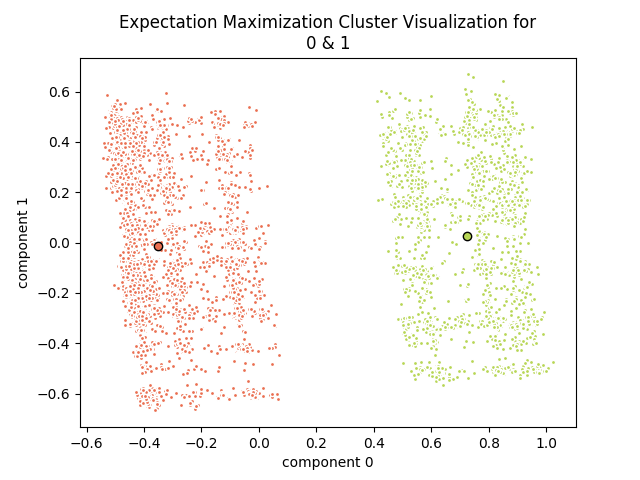 Expectation Maximization Cluster Visualization for
0 & 1
component 1
0.6
0.4
0.2
0.0
−0.2
−0.4
−0.6
−0.6 −0.4 −0.2 0.0 0.2 0.4 0.6 0.8 1.0
component 0